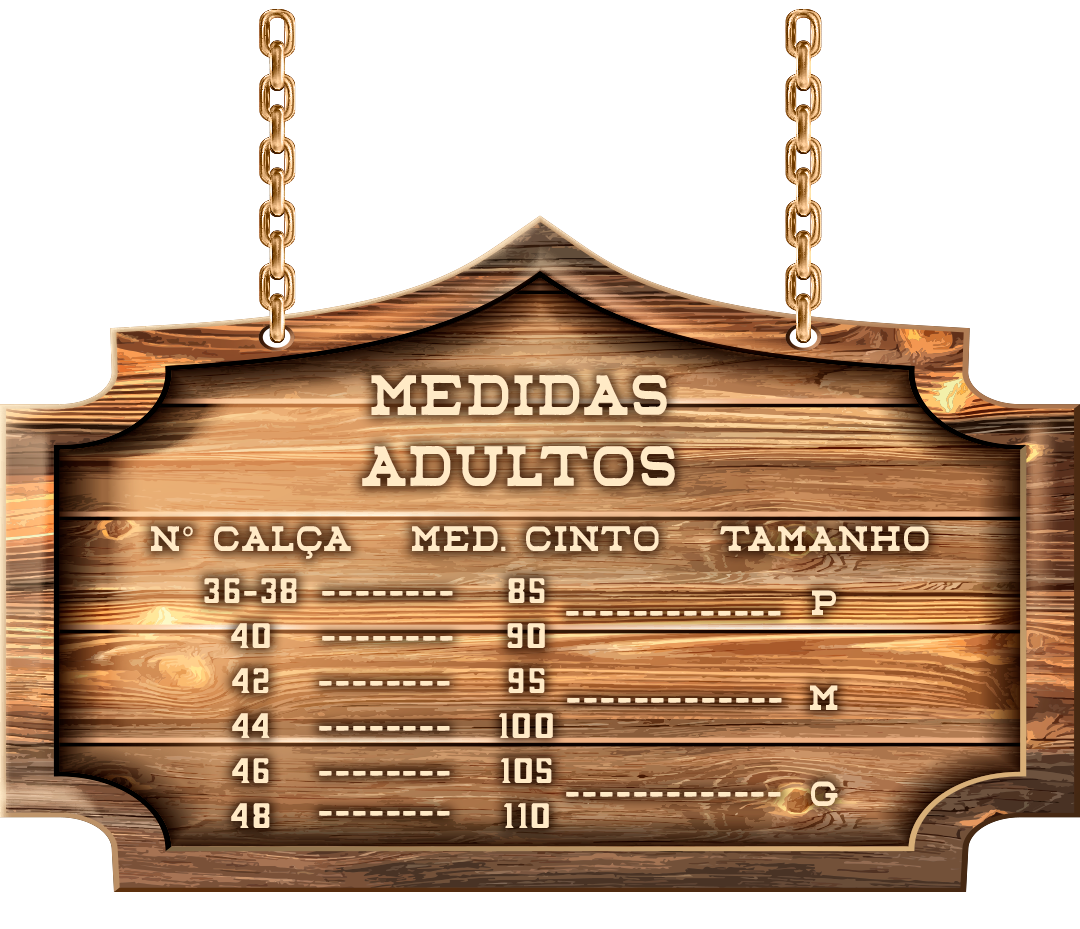 MEDIDAS
ADULTOS
N° CALÇA MED. CINTO TAMANHO
36-38 -------- 85
------------- P
40 -------- 90
42 -------- 95
------------- M
44 -------- 100
46 -------- 105
------------- G
48 -------- 110